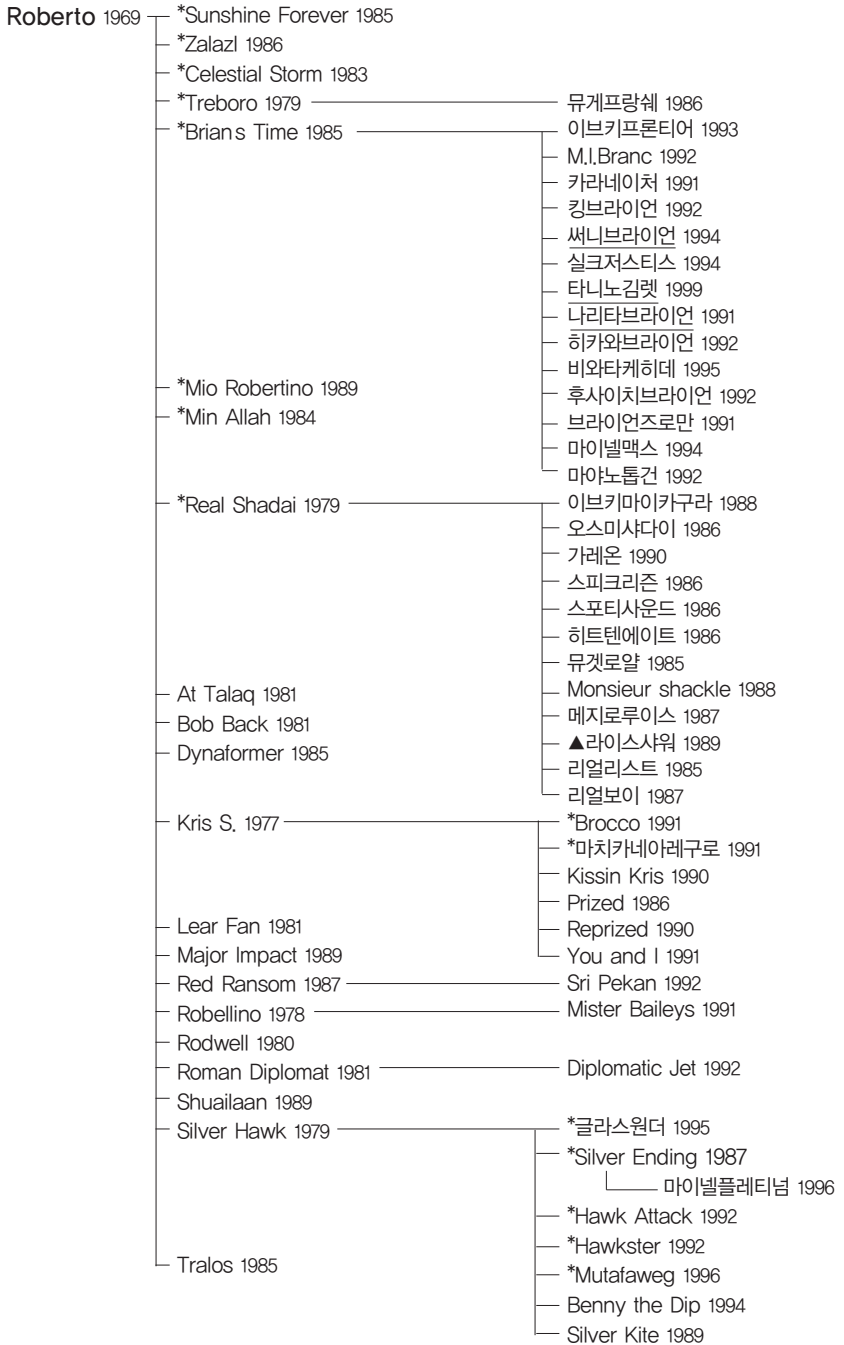 Roberto 1969
*Sunshine Forever 1985
*Zalazl 1986
*Celestial Storm 1983
*Treboro 1979 뮤게프랑쉐 1986
*Brian s Time 1985 이브키프론티어 1993
M.I.Branc 1992
카라네이처 1991
킹브라이언 1992
써니브라이언 1994
실크저스티스 1994
타니노김렛 1999
나리타브라이언 1991
히카와브라이언 1992
비와타케히데 1995
*Mio Robertino 1989
후사이치브라이언 1992
*Min Allah 1984
브라이언즈로만 1991
마이넬맥스 1994
마야노톱건 1992
*Real Shadai 1979 이브키마이카구라 1988
오스미샤다이 1986
가레온 1990
스피크리즌 1986
스포티사운드 1986
히트텐에이트 1986
뮤겟로얄 1985
At Talaq 1981 Monsieur shackle 1988
메지로루이스 1987
Bob Back 1981
▲라이스샤워 1989
Dynaformer 1985
리얼리스트 1985
리얼보이 1987
Kris S. 1977 *Brocco 1991
*마치카네아레구로 1991
Kissin Kris 1990
Prized 1986
Lear Fan 1981 Reprized 1990
Major Impact 1989 You and I 1991
Red Ransom 1987 Sri Pekan 1992
Robellino 1978 Mister Baileys 1991
Rodwell 1980
Roman Diplomat 1981 Diplomatic Jet 1992
Shuailaan 1989
Silver Hawk 1979 *글라스원더 1995
*Silver Ending 1987
마이넬플레티넘 1996
*Hawk Attack 1992
*Hawkster 1992
Tralos 1985
*Mutafaweg 1996
Benny the Dip 1994
Silver Kite 1989